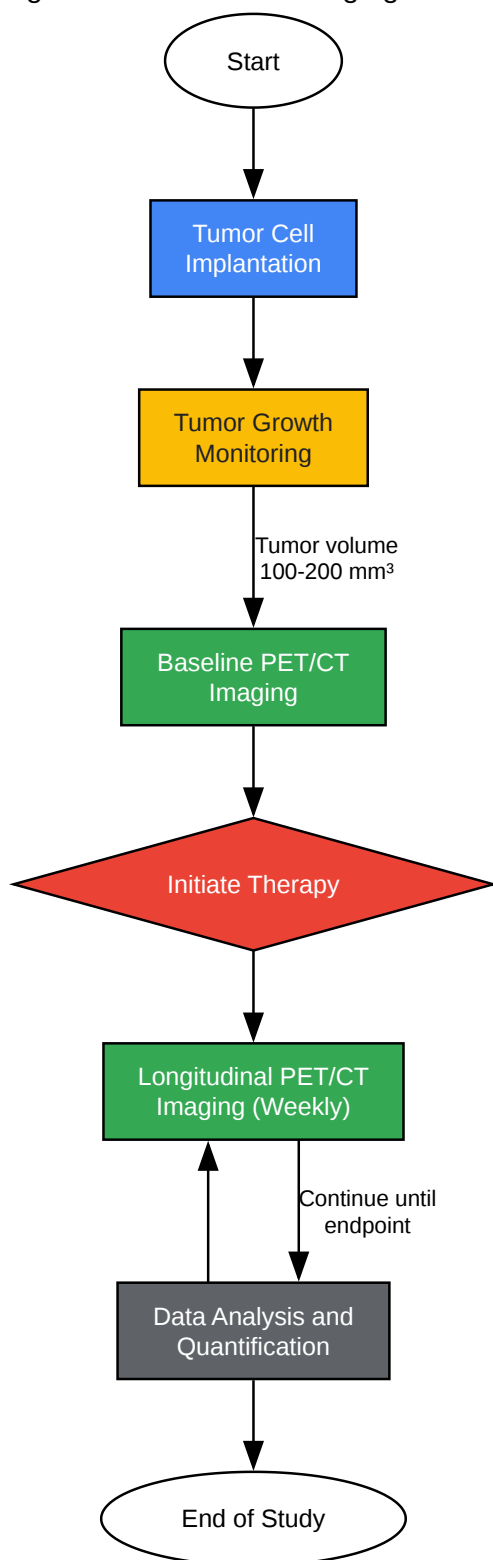 Start
Tumor Cell
Implantation
Tumor Growth
Monitoring
Tumor volume
100-200 mm³
Baseline PET/CT
Imaging
Initiate Therapy
Longitudinal PET/CT
Imaging (Weekly)
Continue until
endpoint
Data Analysis and
Quantification
End of Study